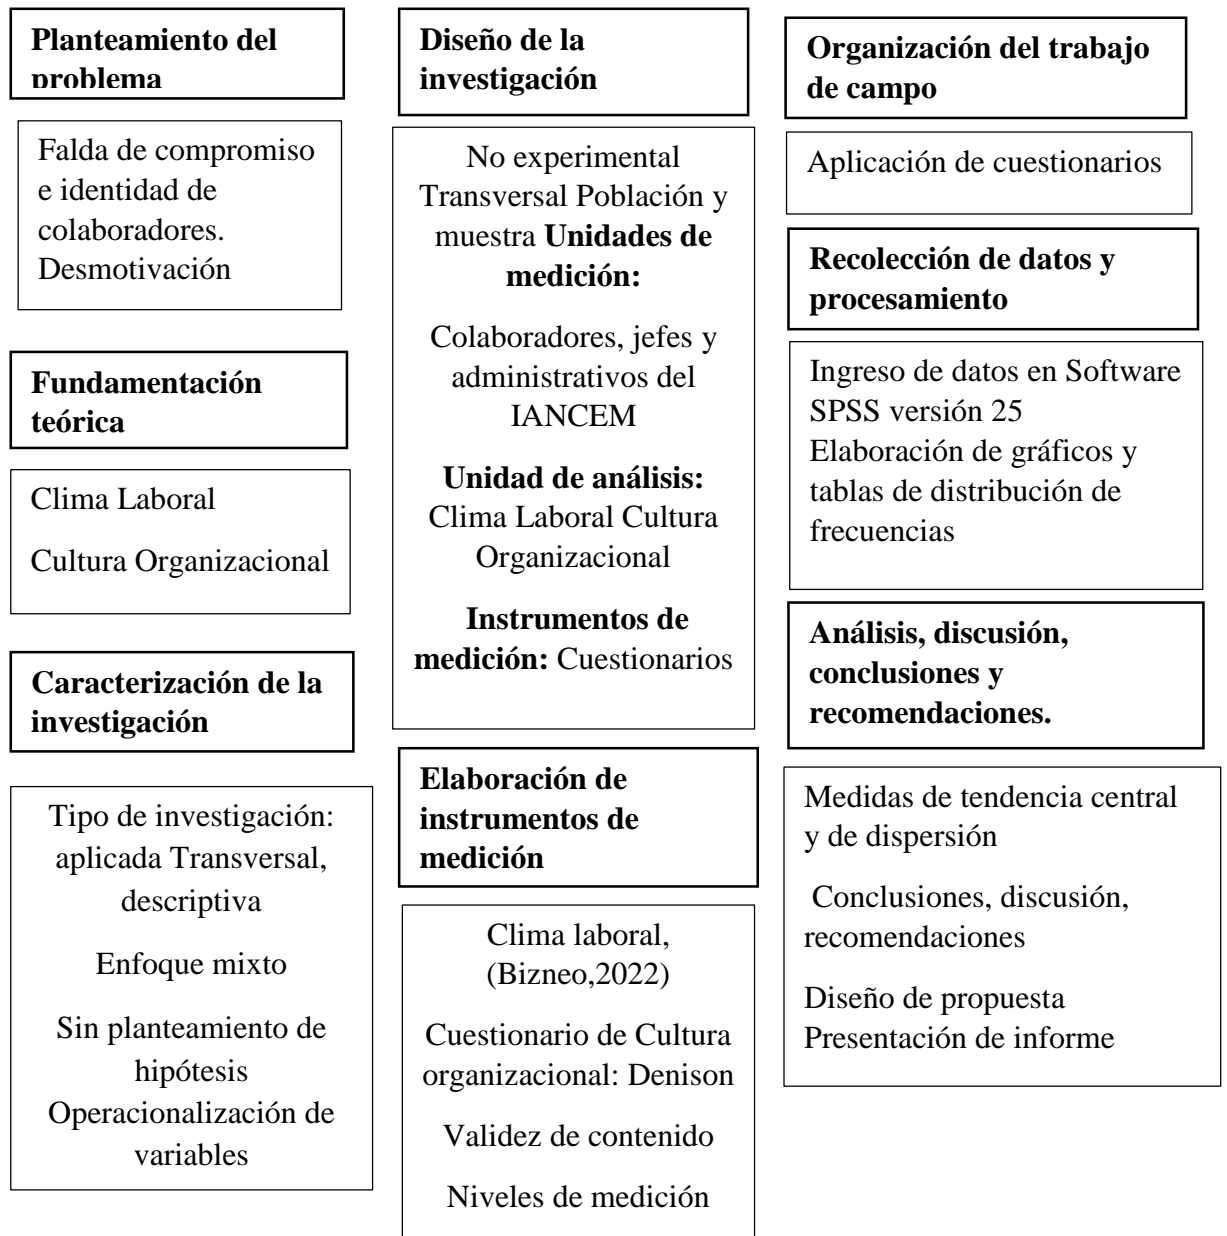 Planteamiento del
problema
Falda de compromiso
e identidad de
colaboradores.
Desmotivación
Fundamentación
teórica
Clima Laboral
Cultura Organizacional
Caracterización de la
investigación
Tipo de investigación:
aplicada Transversal,
descriptiva
Enfoque mixto
Sin planteamiento de
hipótesis
Operacionalización de
variables
Diseño de la
investigación
No experimental
Transversal Población y
muestra Unidades de
medición:
Colaboradores, jefes y
administrativos del
IANCEM
Unidad de análisis:
Clima Laboral Cultura
Organizacional
Instrumentos de
medición: Cuestionarios
Elaboración de
instrumentos de
medición
Clima laboral,
(Bizneo,2022)
Cuestionario de Cultura
organizacional: Denison
Validez de contenido
Niveles de medición
Organización del trabajo
de campo
Aplicación de cuestionarios
Recolección de datos y
procesamiento
Ingreso de datos en Software
SPSS versión 25
Elaboración de gráficos y
tablas de distribución de
frecuencias
Análisis, discusión,
conclusiones y
recomendaciones.
Medidas de tendencia central
y de dispersión
Conclusiones, discusión,
recomendaciones
Diseño de propuesta
Presentación de informe